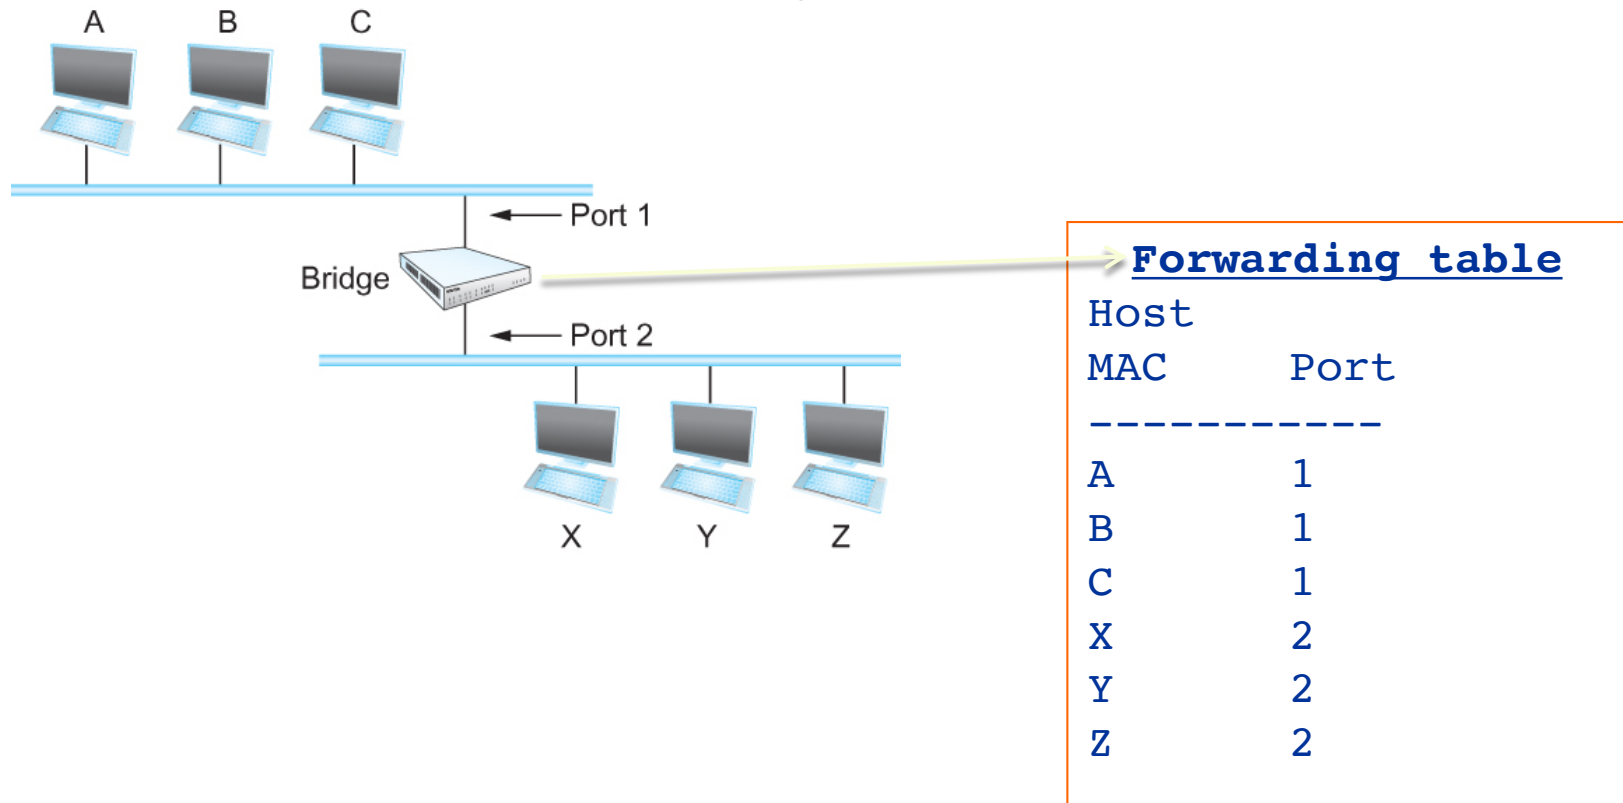 A B C
Port 1
Bridge
Port 2
X Y Z
Forwarding table
Host
MAC Port
-----------
A 1
B 1
C 1
X 2
Y 2
Z 2